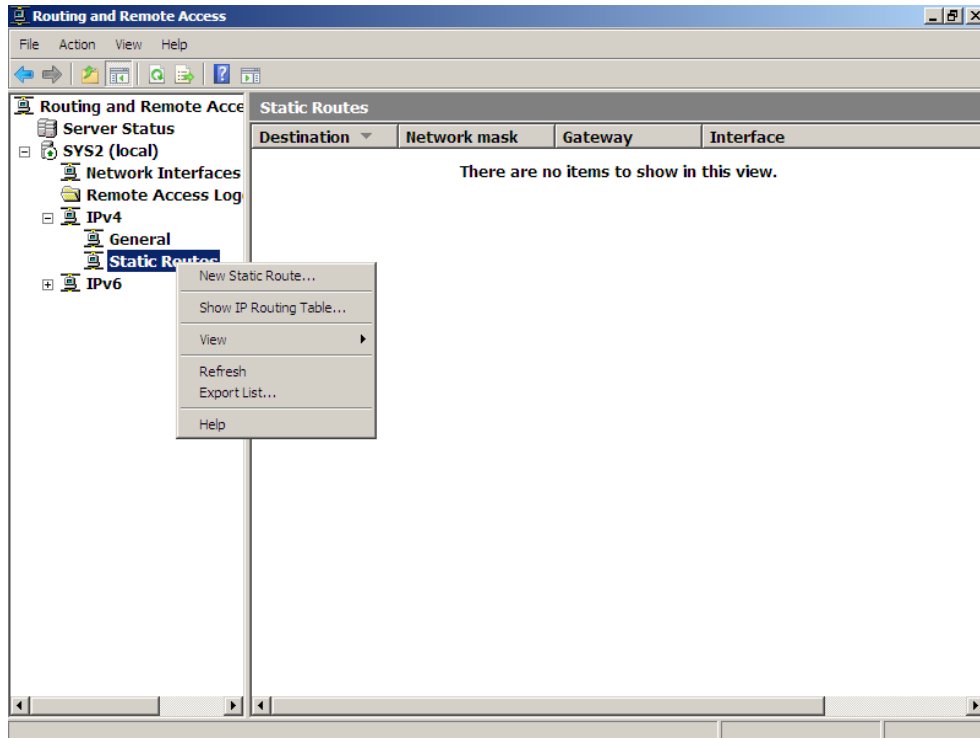 Routing and Remote Access
File Action View Help
Routing and Remote Acce
Server Status
SYS2 (local)
Network Interfaces
Remote Access Log
IPv4
General
Static Routes
IPv6
Static Routes
Destination Network mask Gateway Interface
There are no items to show in this view.
New Static Route...
Show IP Routing Table...
View
Refresh
Export List...
Help